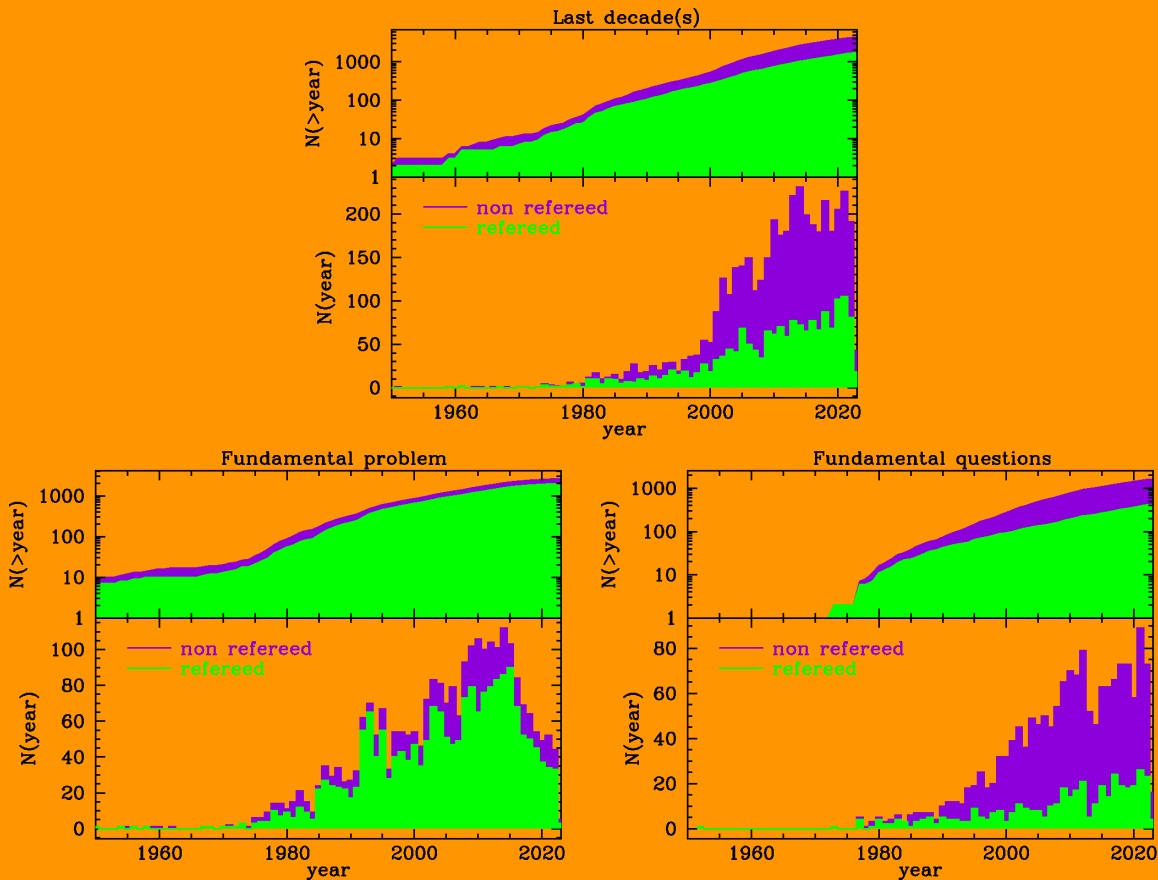 Last decade(s)
N(>year)
1000
100
10
1
N(year)
200
150
100
50
0
non refereed
refereed
1960 1980 2000 2020
year
Fundamental problem
N(>year)
1000
100
10
1
N(year)
100
80
60
40
20
0
non refereed
refereed
1960 1980 2000 2020
year
Fundamental questions
N(>year)
1000
100
10
1
N(year)
80
60
40
20
0
non refereed
refereed
1960 1980 2000 2020
year